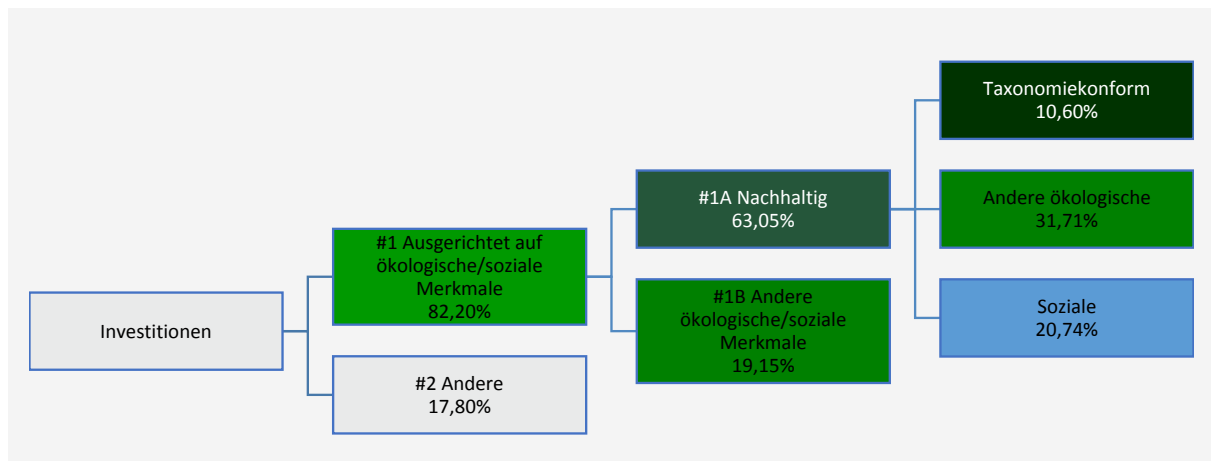 Investitionen
#1 Ausgerichtet auf
ökologische/soziale
Merkmale
82,20%
#2 Andere
17,80%
#1A Nachhaltig
63,05%
#1B Andere
ökologische/soziale
Merkmale
19,15%
Taxonomiekonform
10,60%
Andere ökologische
31,71%
Soziale
20,74%